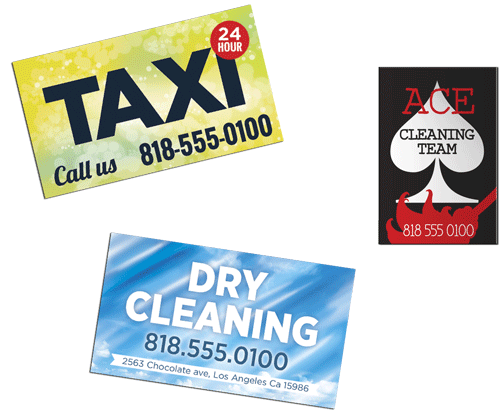 24
HOUR
TAXI
Call us 818-555-0100
ACE
CLEANING
TEAM
818 555 0100
DRY
CLEANING
818.555.0100
2563 Chocolate ave, Los Angeles Ca 15986